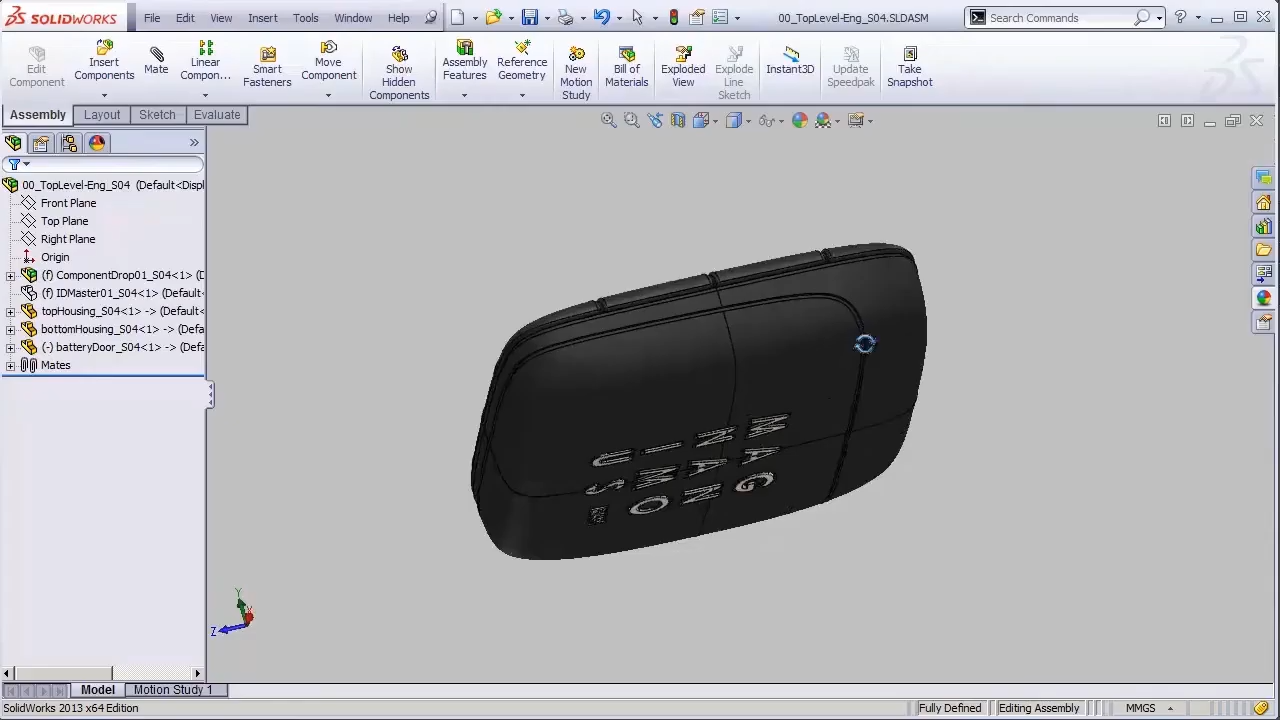 SOLIDWORKS File Edit View Insert Tools Window Help 00_TopLevel-Eng_S04.SLDASM Search Commands
Edit Component
Insert Components
Mate
Linear Compon...
Smart Fasteners
Move Component
Show Hidden Components
Assembly Features
Reference Geometry
New Motion Study
Bill of Materials
Exploded View
Explode Line Sketch
Instant3D
Update Speedpak
Take Snapshot
Assembly Layout Sketch Evaluate
00_TopLevel-Eng_S04 (Default<Displ
Front Plane
Top Plane
Right Plane
Origin
(f) ComponentDrop01_S04<1> (D
(f) IDMaster01_S04<1> (Default<
topHousing_S04<1> -> (Default<
bottomHousing_S04<1> -> (Defa
(-) batteryDoor_S04<1> -> (Defa
Mates
MAG
NAN
IMO
US
Y
Z
Model Motion Study 1
SolidWorks 2013 x64 Edition Fully Defined Editing Assembly MMGS